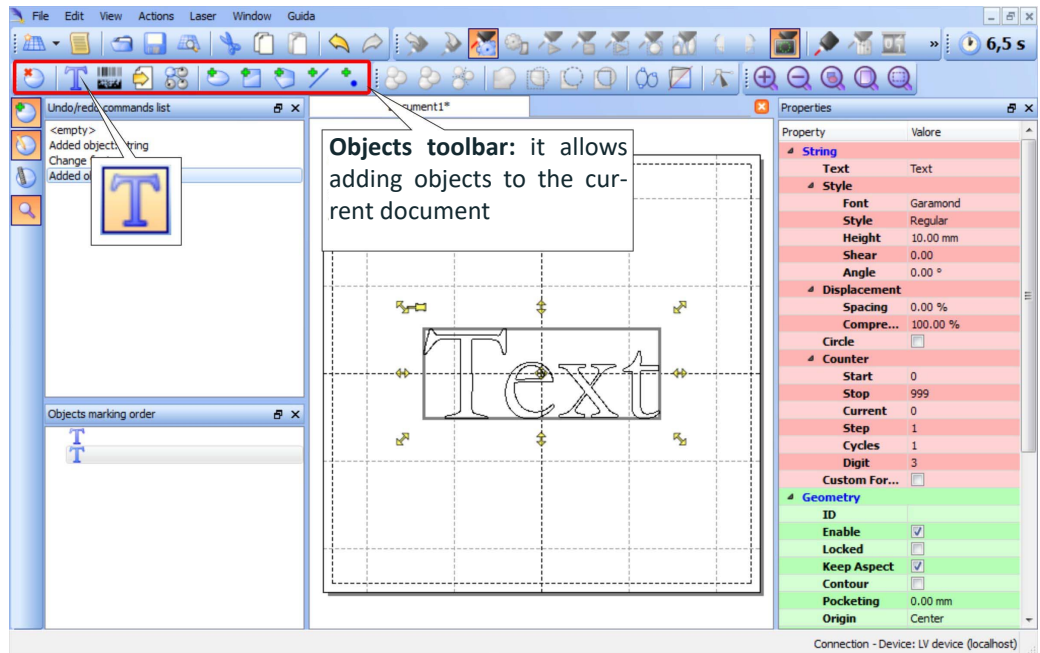 File Edit View Actions Laser Window Guida
» 6,5 s
Undo/redo commands list
Document1*
Properties
<empty>
Added object: string
Change
Added
Objects toolbar: it allows
adding objects to the cur-
rent document
T
Text
Objects marking order
T
T
Property Valore
String
Text Text
Style
Font Garamond
Style Regular
Height 10.00 mm
Shear 0.00
Angle 0.00 °
Displacement
Spacing 0.00 %
Compre... 100.00 %
Circle
Counter
Start 0
Stop 999
Current 0
Step 1
Cycles 1
Digit 3
Custom For...
Geometry
ID
Enable
Locked
Keep Aspect
Contour
Pocketing 0.00 mm
Origin Center
Connection - Device: LV device (localhost)